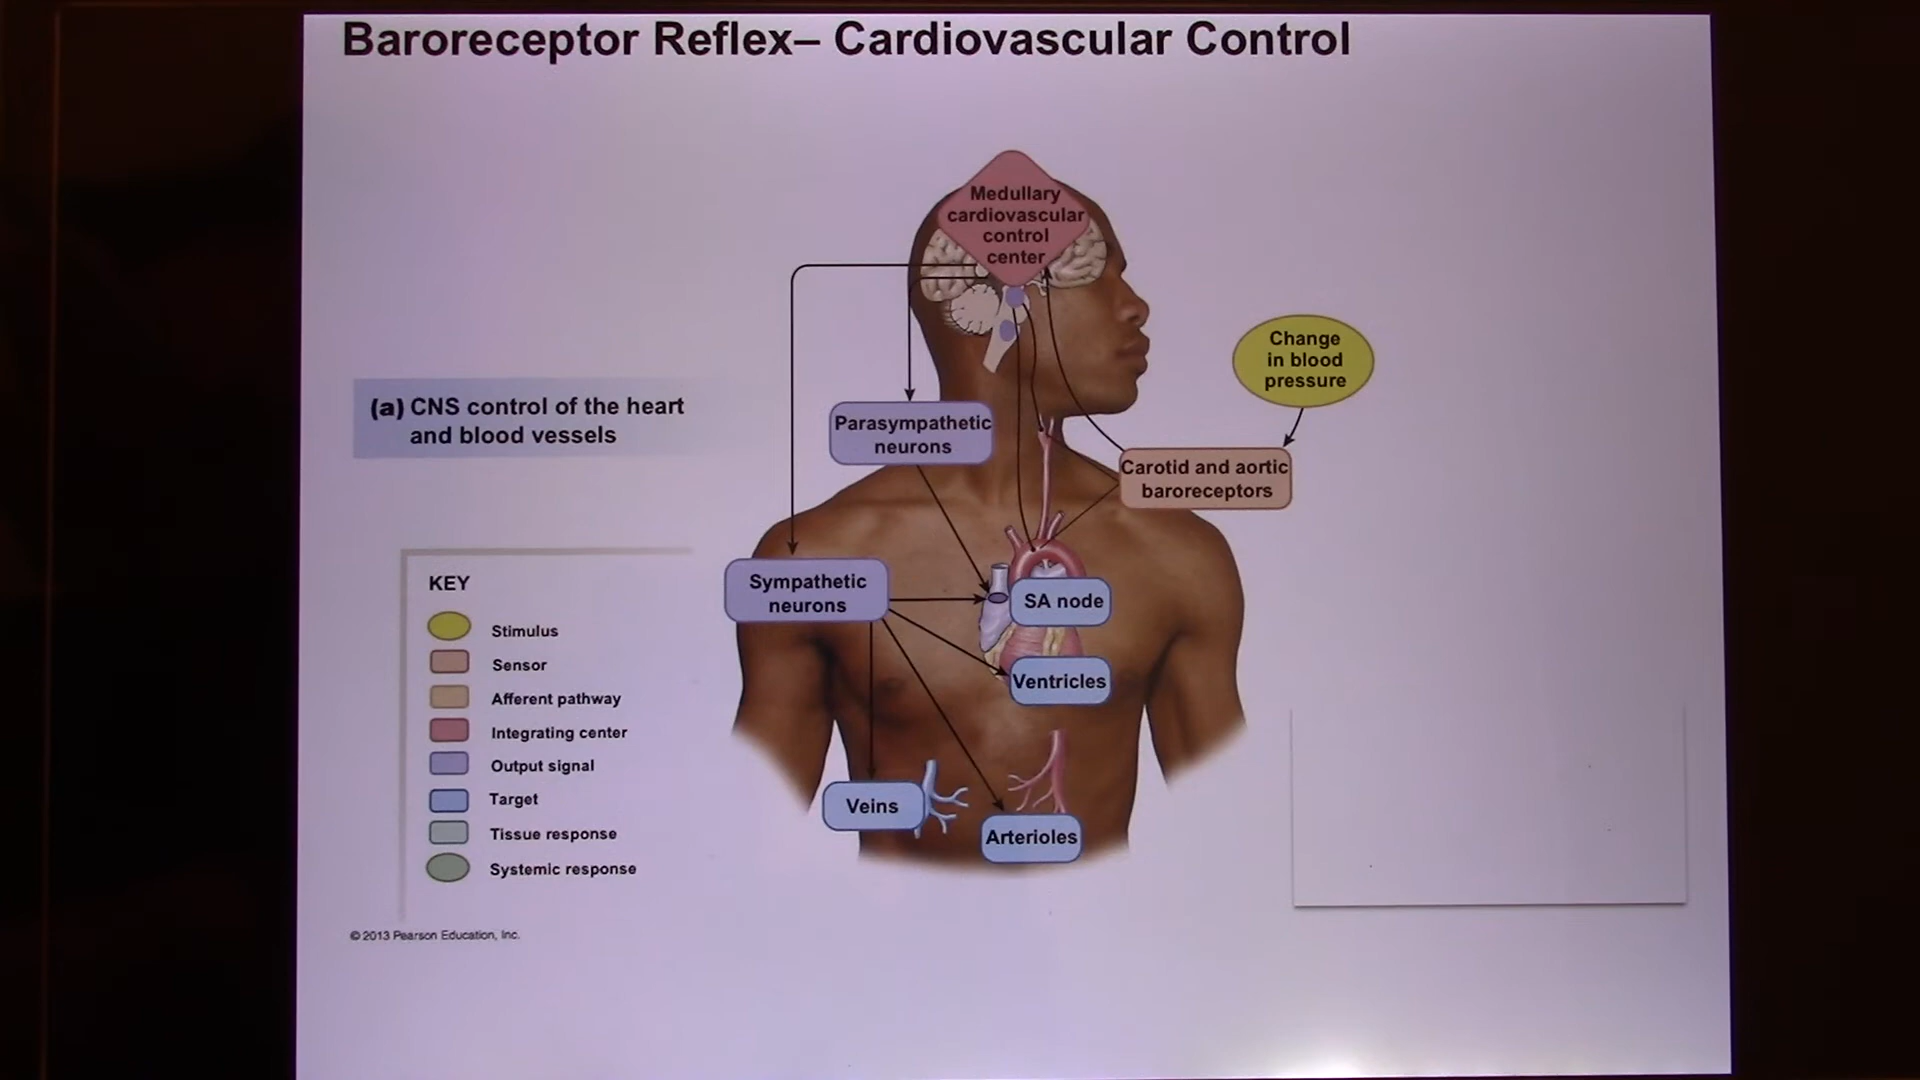 Baroreceptor Reflex– Cardiovascular Control
Medullary
cardiovascular
control
center
Change
in blood
pressure
(a) CNS control of the heart
and blood vessels
Parasympathetic
neurons
Carotid and aortic
baroreceptors
Sympathetic
neurons
SA node
Ventricles
Veins
Arterioles
KEY
Stimulus
Sensor
Afferent pathway
Integrating center
Output signal
Target
Tissue response
Systemic response
© 2013 Pearson Education, Inc.